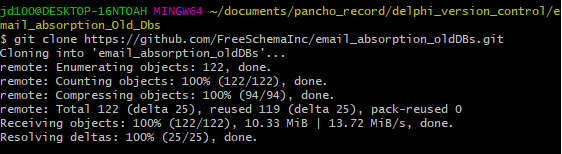 jd100@DESKTOP-16NTOAH MINGW64 ~/documents/pancho_record/delphi_version_control/e
mail_absorption_Old_Dbs
$ git clone https://github.com/FreeSchemaInc/email_absorption_oldDBs.git
Cloning into 'email_absorption_oldDBs'...
remote: Enumerating objects: 122, done.
remote: Counting objects: 100% (122/122), done.
remote: Compressing objects: 100% (94/94), done.
remote: Total 122 (delta 25), reused 119 (delta 25), pack-reused 0
Receiving objects: 100% (122/122), 10.33 MiB | 13.72 MiB/s, done.
Resolving deltas: 100% (25/25), done.